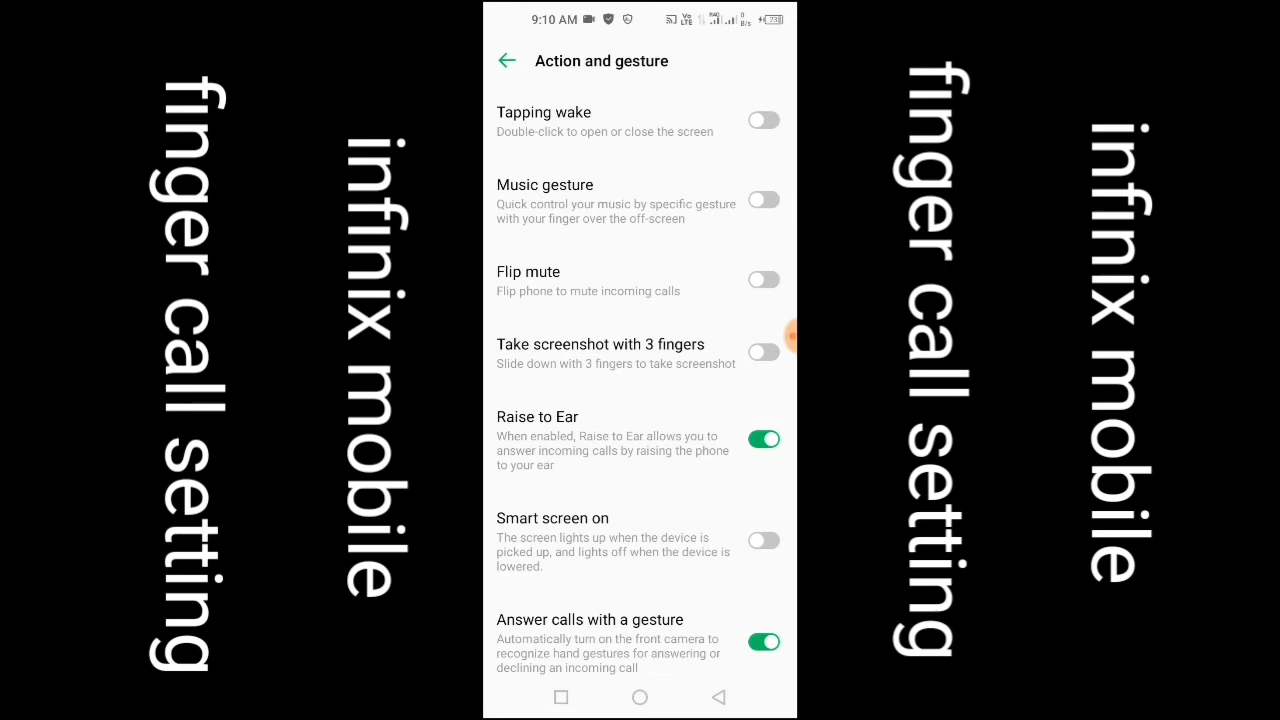 finger call setting
infinix mobile
9:10 AM
Vo LTE
R4G
0 B/s
23
Action and gesture
Tapping wake
Double-click to open or close the screen
Music gesture
Quick control your music by specific gesture
with your finger over the off-screen
Flip mute
Flip phone to mute incoming calls
Take screenshot with 3 fingers
Slide down with 3 fingers to take screenshot
Raise to Ear
When enabled, Raise to Ear allows you to
answer incoming calls by raising the phone
to your ear
Smart screen on
The screen lights up when the device is
picked up, and lights off when the device is
lowered.
Answer calls with a gesture
Automatically turn on the front camera to
recognize hand gestures for answering or
declining an incoming call
finger call setting
infinix mobile